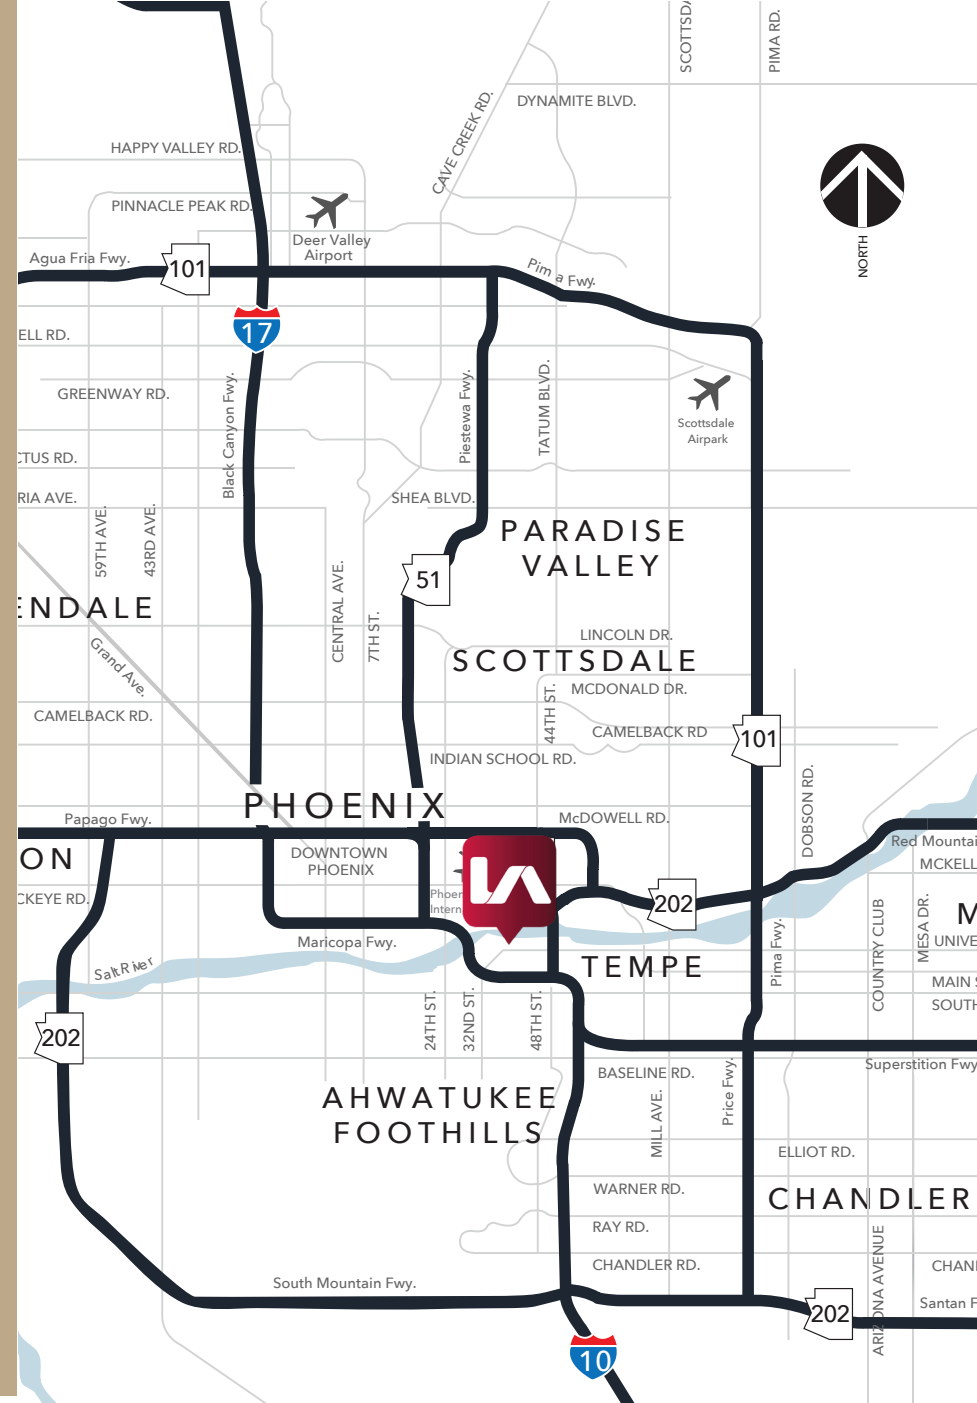 SCOTTSDA
PIMA RD.
DYNAMITE BLVD.
CAVE CREEK RD.
HAPPY VALLEY RD.
PINNACLE PEAK RD.
NORTH
Deer Valley
Airport
Agua Fria Fwy.
101
Pima Fwy.
17
ELL RD.
GREENWAY RD.
Black Canyon Fwy.
Piestewa Fwy.
TATUM BLVD.
Scottsdale
Airpark
CTUS RD.
RIA AVE.
SHEA BLVD.
59TH AVE.
43RD AVE.
PARADISE
VALLEY
51
ENDALE
CENTRAL AVE.
7TH ST.
LINCOLN DR.
SCOTTSDALE
Grand Ave.
MCDONALD DR.
44TH ST.
CAMELBACK RD.
CAMELBACK RD
101
INDIAN SCHOOL RD.
DOBSON RD.
PHOENIX
Papago Fwy.
McDOWELL RD.
Red Mountai
ON
DOWNTOWN
PHOENIX
MCKELL
CKEYE RD.
Phoen
Intern
LA
202
COUNTRY CLUB
MESA DR.
M
UNIVE
Maricopa Fwy.
Salt River
TEMPE
Pima Fwy.
MAIN S
SOUTH
24TH ST.
32ND ST.
48TH ST.
202
Superstition Fwy
BASELINE RD.
Price Fwy.
MILL AVE.
AHWATUKEE
FOOTHILLS
ELLIOT RD.
WARNER RD.
CHANDLER
RAY RD.
ARIZONA AVENUE
CHANDLER RD.
CHAN
South Mountain Fwy.
202
Santan F
10